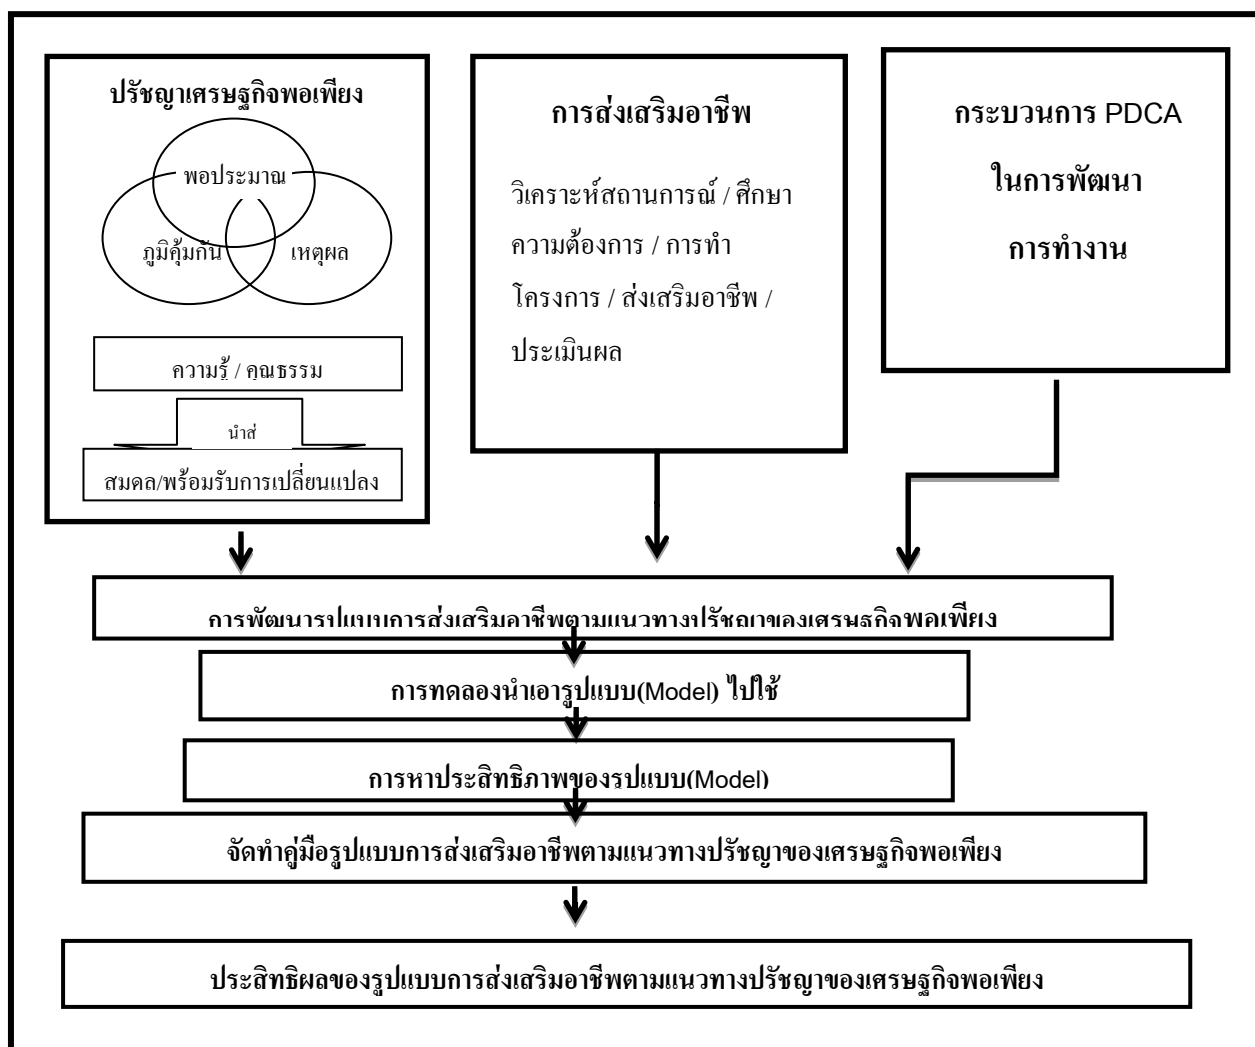 ปรัชญาเศรษฐกิจพอเพียง
พอประมาณ
ภูมิคุ้มกัน
เหตุผล
ความรู้ / คุณธรรม
นำส่
สมดล/พร้อมรับการเปลี่ยนแปลง
การส่งเสริมอาชีพ
วิเคราะห์สถานการณ์ / ศึกษา
ความต้องการ / การทำ
โครงการ / ส่งเสริมอาชีพ /
ประเมินผล
กระบวนการ PDCA
ในการพัฒนา
การทำงาน
การพัฒนารูปแบบการส่งเสริมอาชีพตามแนวทางปรัชญาของเศรษฐกิจพอเพียง
การทดลองนำเอารูปแบบ(Model) ไปใช้
การหาประสิทธิภาพของรูปแบบ(Model)
จัดทำคู่มือรูปแบบการส่งเสริมอาชีพตามแนวทางปรัชญาของเศรษฐกิจพอเพียง
ประสิทธิผลของรูปแบบการส่งเสริมอาชีพตามแนวทางปรัชญาของเศรษฐกิจพอเพียง